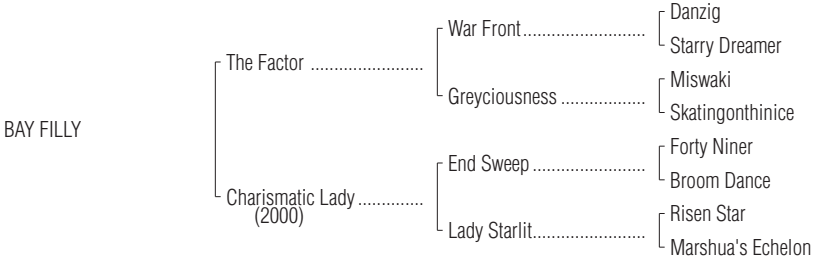 Danzig
War Front..........................
Starry Dreamer
The Factor ........................
Miswaki
Greyciousness ..................
Skatingonthinice
BAY FILLY
Forty Niner
End Sweep ........................
Broom Dance
Charismatic Lady ..............
(2000)
Risen Star
Lady Starlit........................
Marshua's Echelon